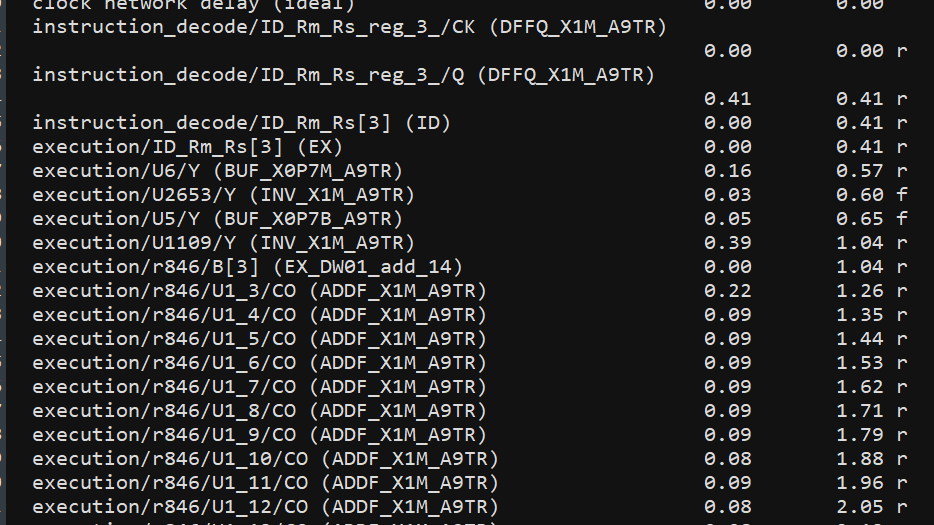 clock network delay (ideal) 0.00 0.00
instruction_decode/ID_Rm_Rs_reg_3_/CK (DFFQ_X1M_A9TR)
0.00 0.00 r
instruction_decode/ID_Rm_Rs_reg_3_/Q (DFFQ_X1M_A9TR)
0.41 0.41 r
instruction_decode/ID_Rm_Rs[3] (ID) 0.00 0.41 r
execution/ID_Rm_Rs[3] (EX) 0.00 0.41 r
execution/U6/Y (BUF_X0P7M_A9TR) 0.16 0.57 r
execution/U2653/Y (INV_X1M_A9TR) 0.03 0.60 f
execution/U5/Y (BUF_X0P7B_A9TR) 0.05 0.65 f
execution/U1109/Y (INV_X1M_A9TR) 0.39 1.04 r
execution/r846/B[3] (EX_DW01_add_14) 0.00 1.04 r
execution/r846/U1_3/CO (ADDF_X1M_A9TR) 0.22 1.26 r
execution/r846/U1_4/CO (ADDF_X1M_A9TR) 0.09 1.35 r
execution/r846/U1_5/CO (ADDF_X1M_A9TR) 0.09 1.44 r
execution/r846/U1_6/CO (ADDF_X1M_A9TR) 0.09 1.53 r
execution/r846/U1_7/CO (ADDF_X1M_A9TR) 0.09 1.62 r
execution/r846/U1_8/CO (ADDF_X1M_A9TR) 0.09 1.71 r
execution/r846/U1_9/CO (ADDF_X1M_A9TR) 0.09 1.79 r
execution/r846/U1_10/CO (ADDF_X1M_A9TR) 0.08 1.88 r
execution/r846/U1_11/CO (ADDF_X1M_A9TR) 0.09 1.96 r
execution/r846/U1_12/CO (ADDF_X1M_A9TR) 0.08 2.05 r